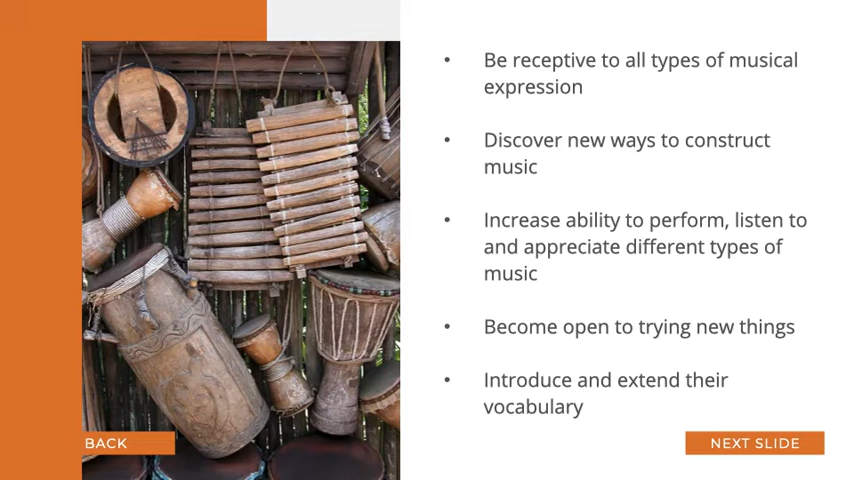 • Be receptive to all types of musical
expression
• Discover new ways to construct
music
• Increase ability to perform, listen to
and appreciate different types of
music
• Become open to trying new things
• Introduce and extend their
vocabulary
BACK
NEXT SLIDE